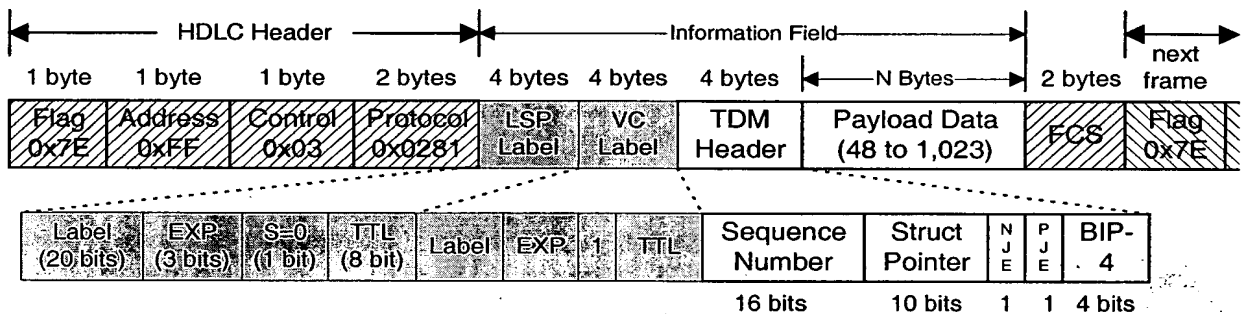 HDLC Header
Information Field
next frame
1 byte 1 byte 1 byte 2 bytes 4 bytes 4 bytes 4 bytes N Bytes 2 bytes
Flag Address Control Protocol LSP VC TDM Payload Data FCS Flag
0x7E 0xFF 0x03 0x0281 Label Label Header (48 to 1,023) 0x7E
Label EXP S=0 TTL Label EXP 1 TTL Sequence Struct NJE PJE BIP-
(20 bits) (3 bits) (1 bit) (8 bit) Number Pointer 4
16 bits 10 bits 1 1 4 bits